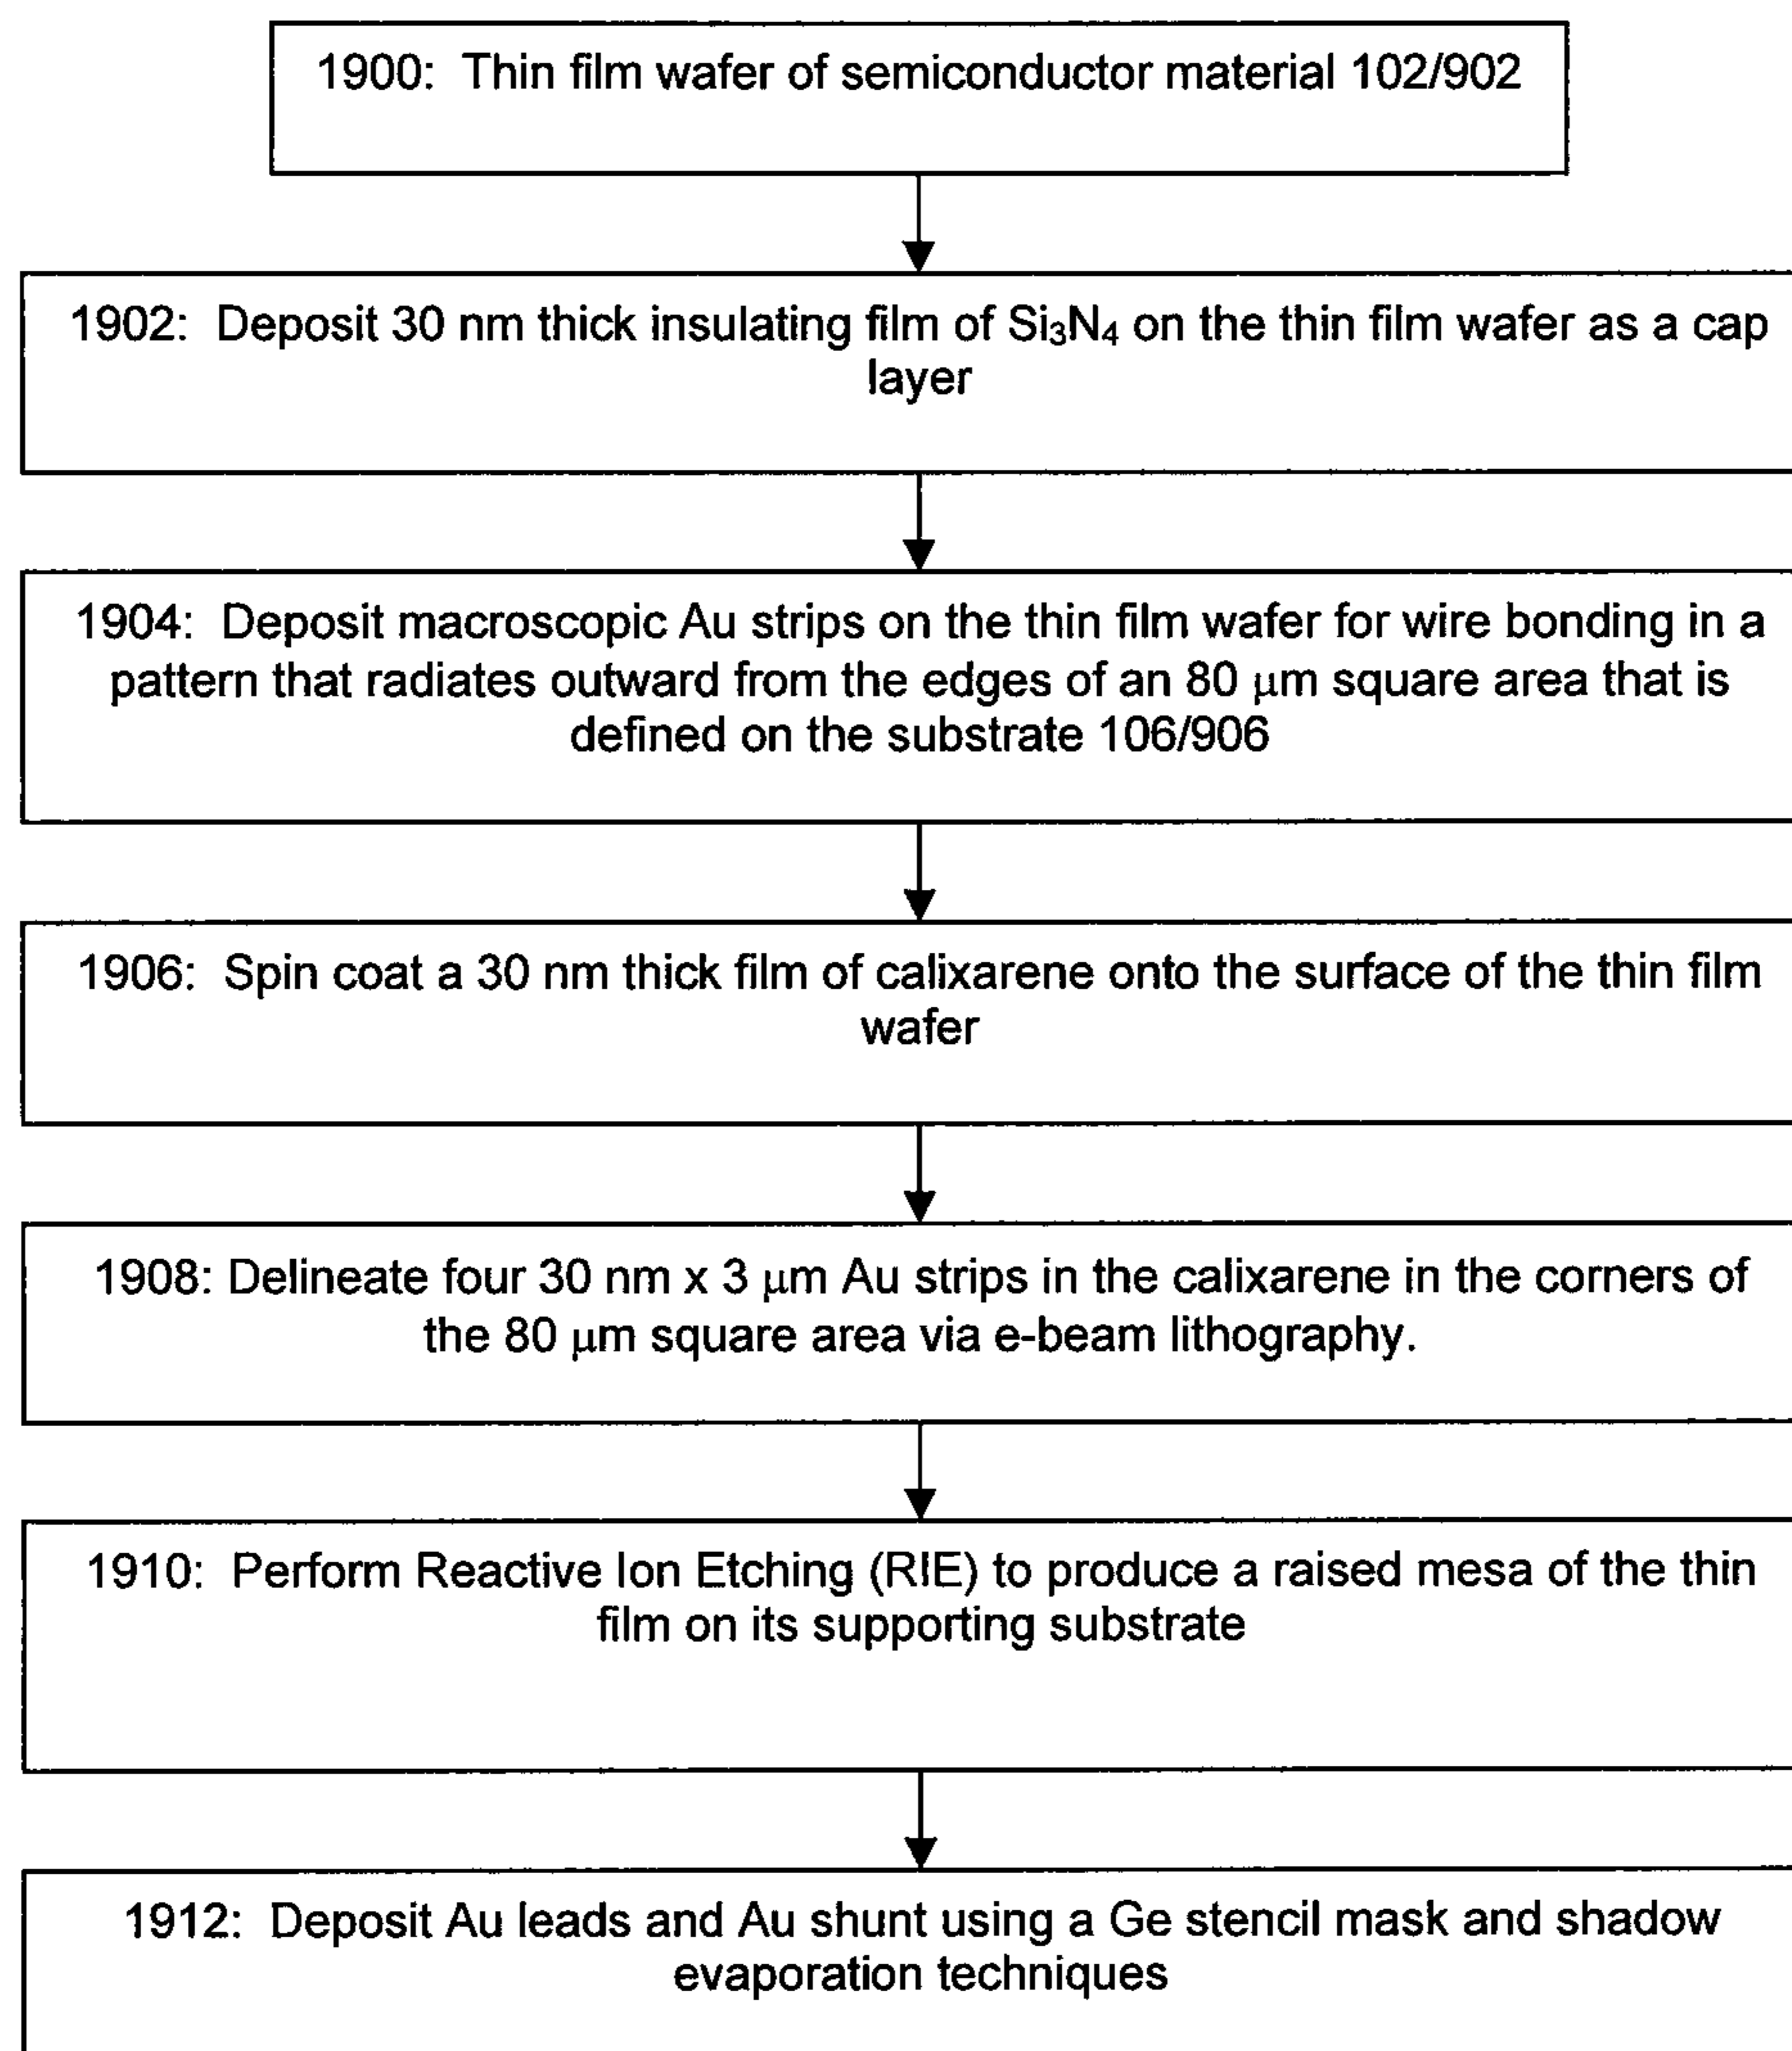 1900: Thin film wafer of semiconductor material 102/902
1902: Deposit 30 nm thick insulating film of Si₃N₄ on the thin film wafer as a cap
layer
1904: Deposit macroscopic Au strips on the thin film wafer for wire bonding in a
pattern that radiates outward from the edges of an 80 μm square area that is
defined on the substrate 106/906
1906: Spin coat a 30 nm thick film of calixarene onto the surface of the thin film
wafer
1908: Delineate four 30 nm x 3 μm Au strips in the calixarene in the corners of
the 80 μm square area via e-beam lithography.
1910: Perform Reactive Ion Etching (RIE) to produce a raised mesa of the thin
film on its supporting substrate
1912: Deposit Au leads and Au shunt using a Ge stencil mask and shadow
evaporation techniques